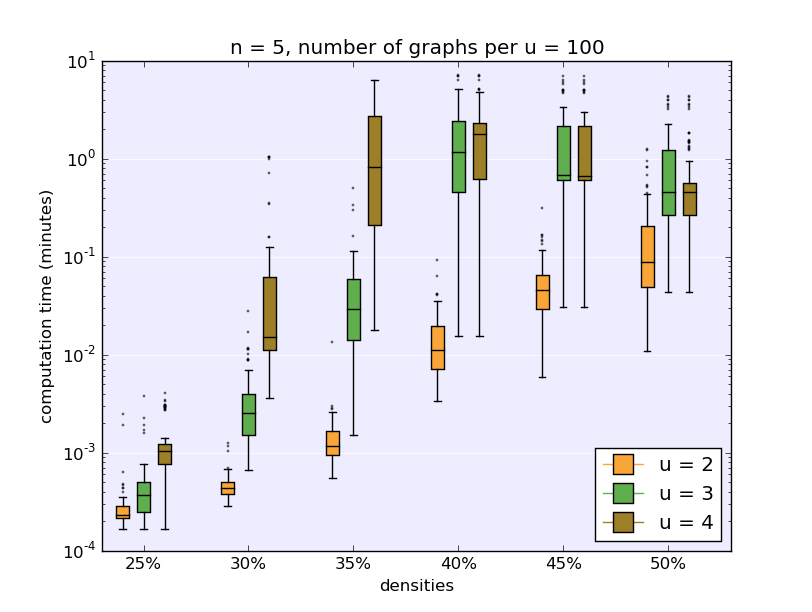 n = 5, number of graphs per u = 100
computation time (minutes)
10^1
10^0
10^-1
10^-2
10^-3
10^-4
25% 30% 35% 40% 45% 50%
densities
u = 2
u = 3
u = 4